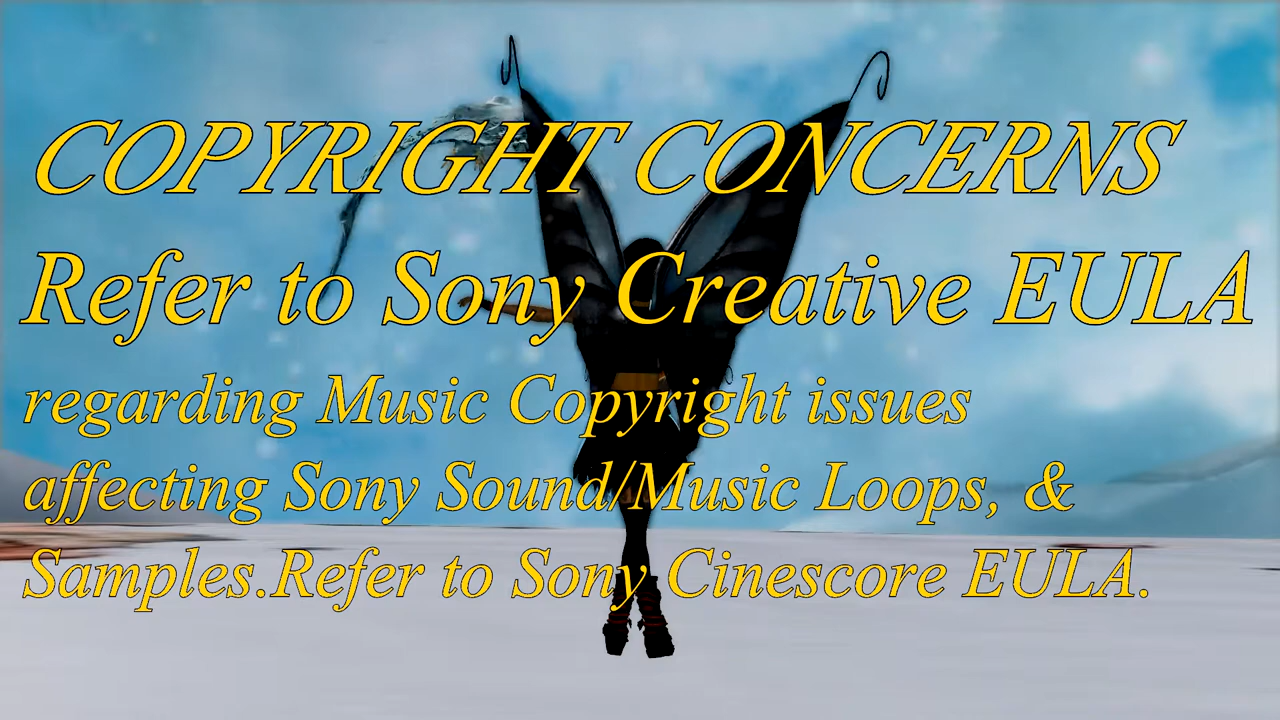 COPYRIGHT CONCERNS
Refer to Sony Creative EULA
regarding Music Copyright issues
affecting Sony Sound/Music Loops, &
Samples.Refer to Sony Cinescore EULA.